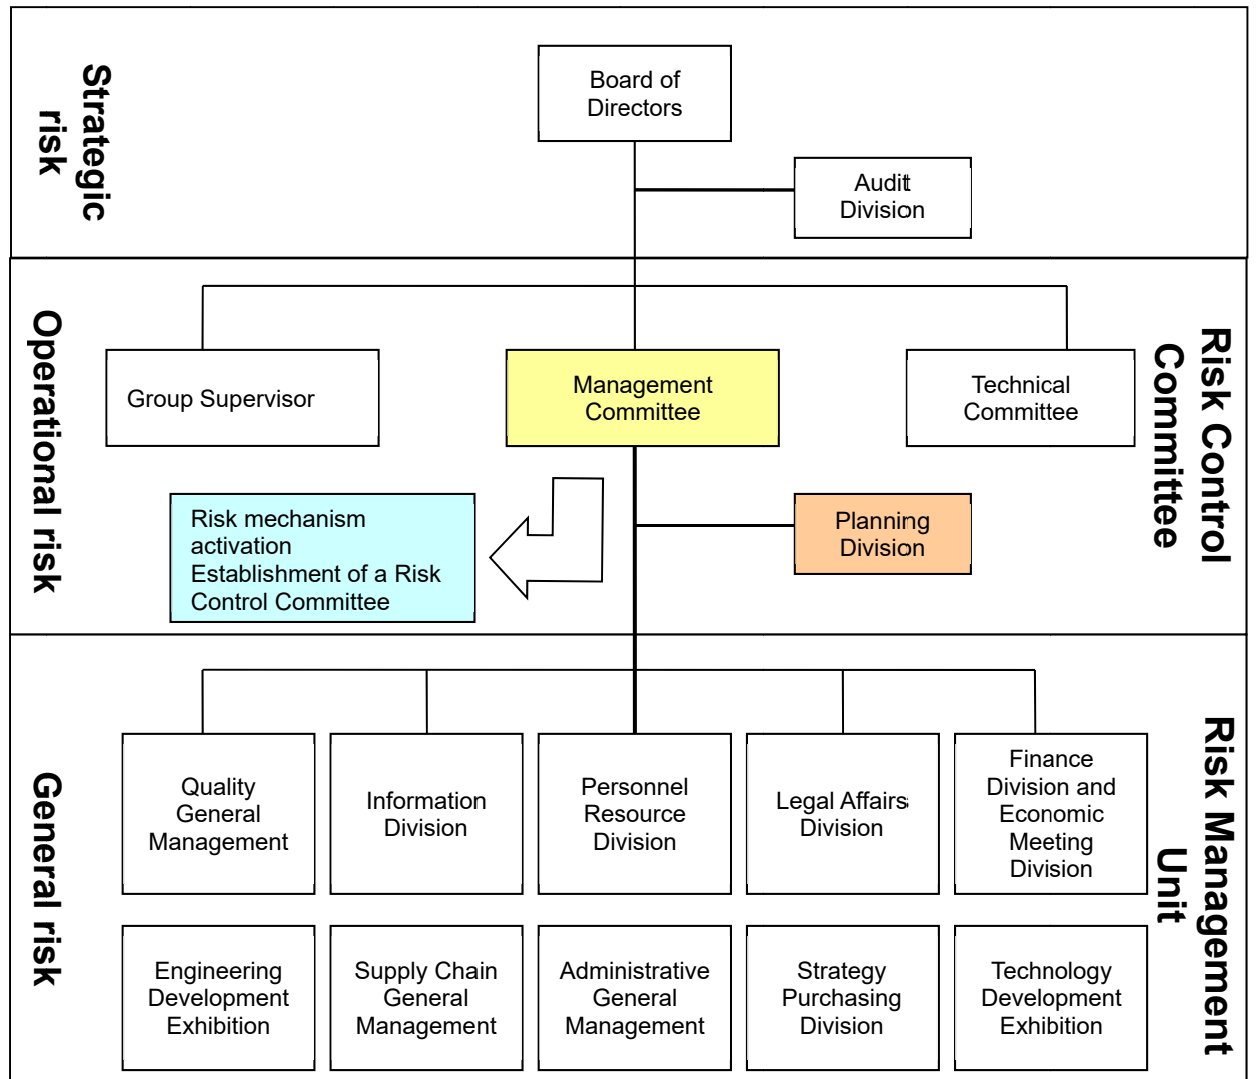 Strategic
risk
Board of
Directors
Audit
Division
Operational risk
Risk Control
Committee
Group Supervisor
Management
Committee
Technical
Committee
Risk mechanism
activation
Establishment of a Risk
Control Committee
Planning
Division
General risk
Risk Management
Unit
Quality
General
Management
Information
Division
Personnel
Resource
Division
Legal Affairs
Division
Finance
Division and
Economic
Meeting
Division
Engineering
Development
Exhibition
Supply Chain
General
Management
Administrative
General
Management
Strategy
Purchasing
Division
Technology
Development
Exhibition